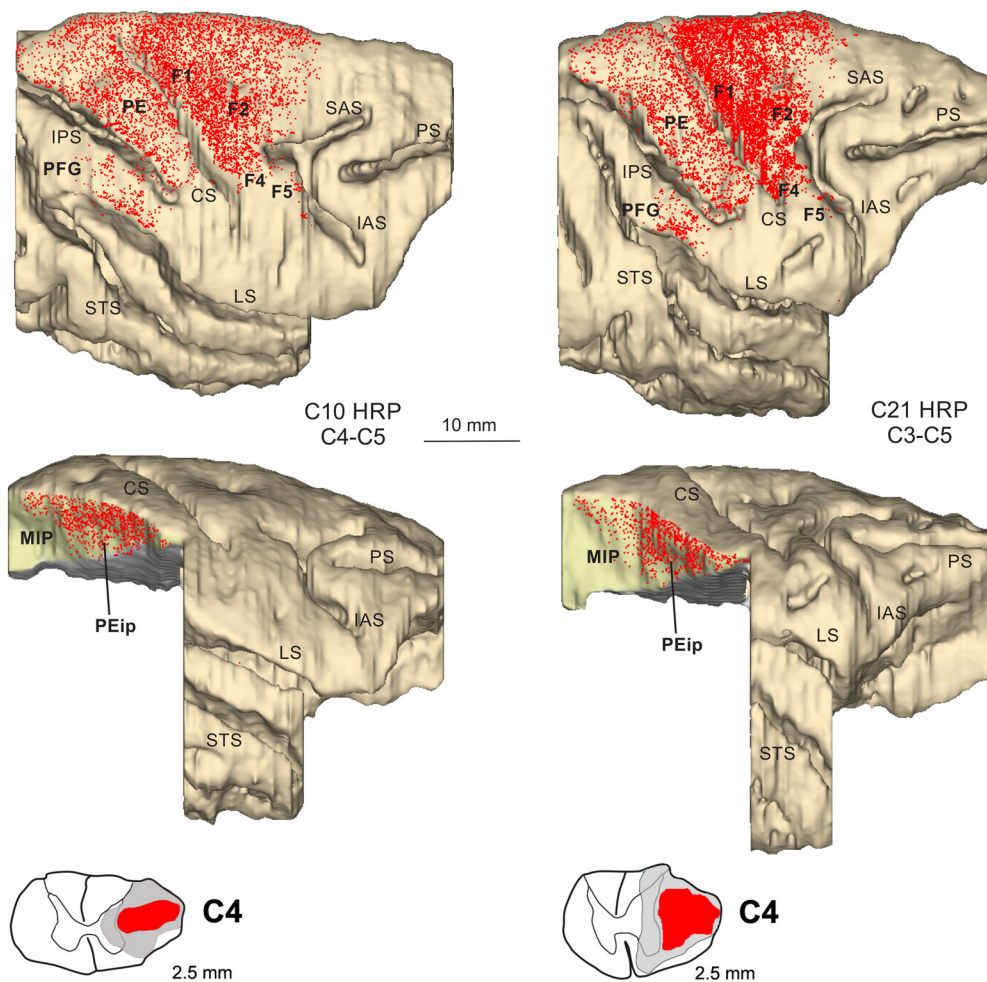 F1
PE
F2
SAS
IPS
PS
PFG
F4
CS
F5
IAS
STS
LS
C10 HRP
C4-C5
10 mm
F1
SAS
F2
PE
PS
IPS
F4
PFG
CS
F5
IAS
STS
LS
C21 HRP
C3-C5
CS
MIP
PS
PEip
IAS
LS
STS
CS
MIP
PS
IAS
PEip
LS
STS
C4
2.5 mm
C4
2.5 mm